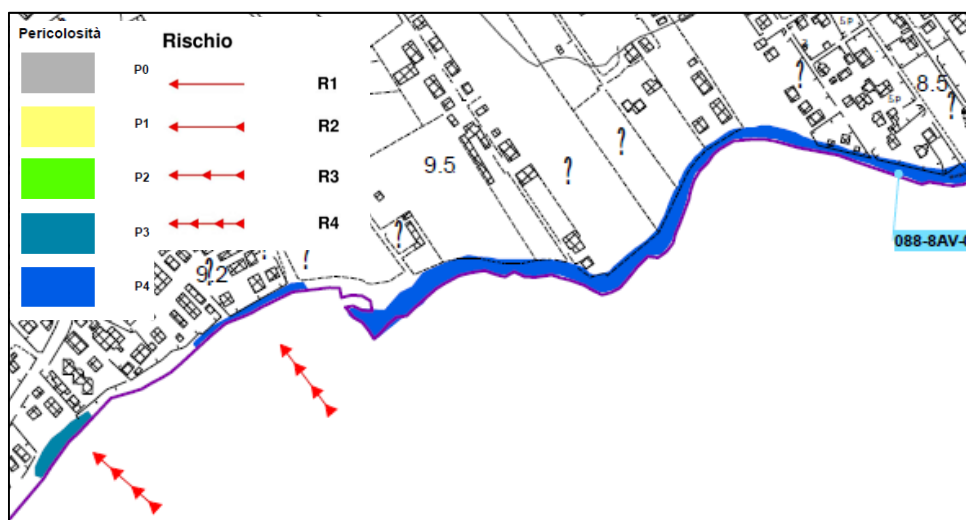 Pericolosità
Rischio
P0
R1
P1
R2
P2
R3
P3
R4
P4
9.2
?
?
?
9.5
?
?
?
S.P
8.5
?
S.P
088-8AV-